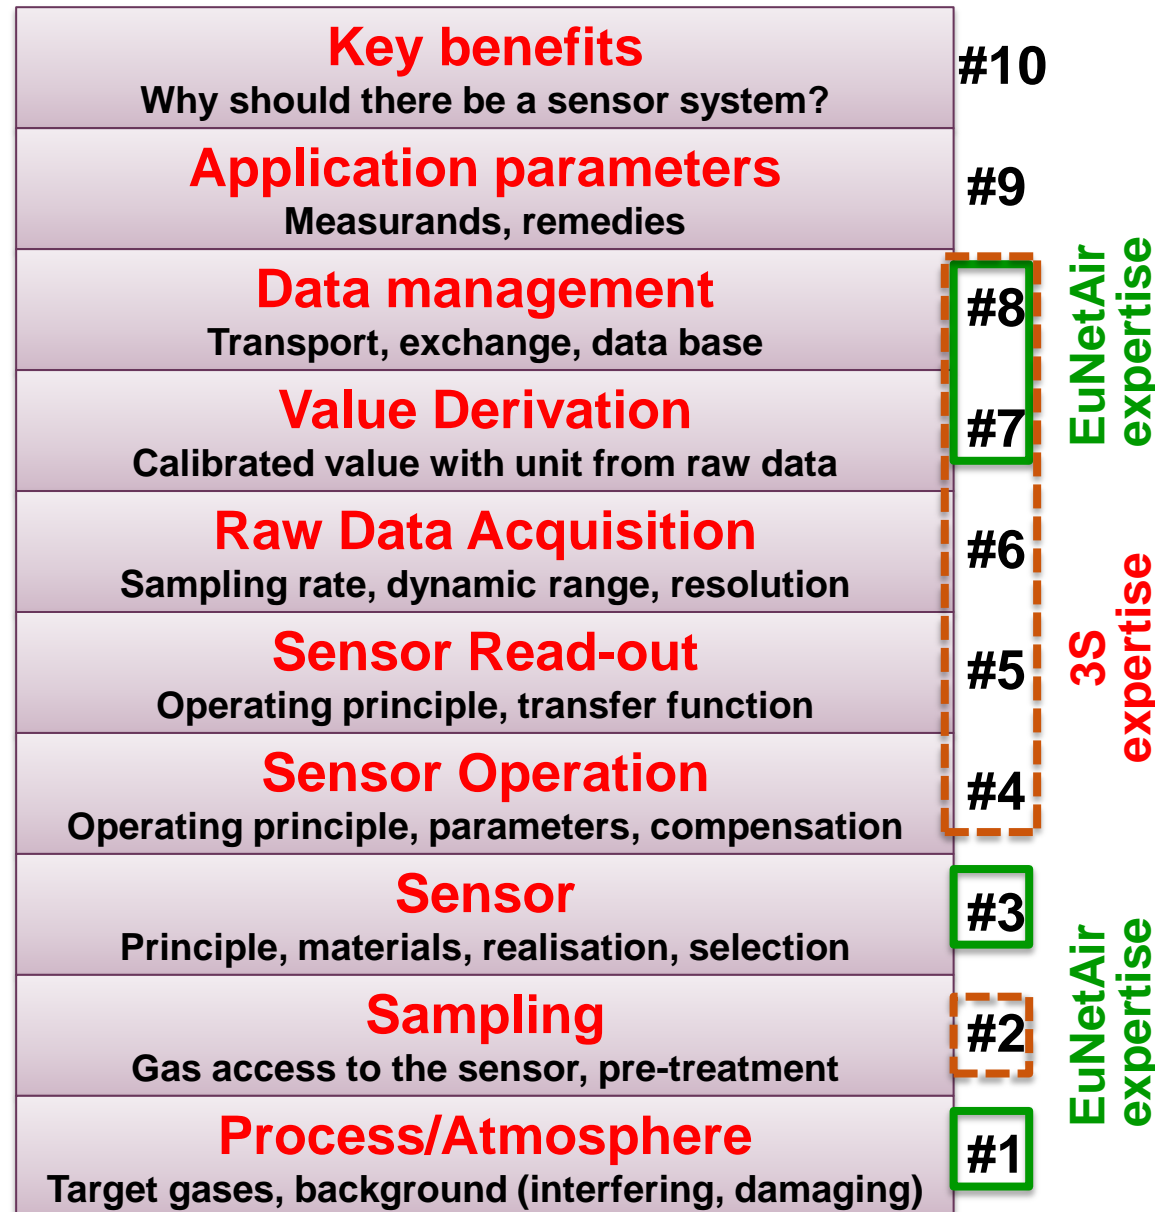 Key benefits
Why should there be a sensor system?
#10
Application parameters
Measurands, remedies
#9
Data management
Transport, exchange, data base
#8
Value Derivation
Calibrated value with unit from raw data
#7
EuNetAir
expertise
Raw Data Acquisition
Sampling rate, dynamic range, resolution
#6
Sensor Read-out
Operating principle, transfer function
#5
Sensor Operation
Operating principle, parameters, compensation
#4
3S
expertise
Sensor
Principle, materials, realisation, selection
#3
Sampling
Gas access to the sensor, pre-treatment
#2
Process/Atmosphere
Target gases, background (interfering, damaging)
#1
EuNetAir
expertise